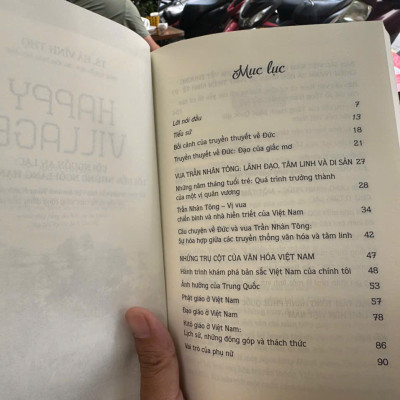 Mục lục
Lời nói đầu 7
Tiểu sử 13
Bối cảnh của truyền thuyết về Đức 18
Truyền thuyết về Đức: Đạo của giấc mơ 21
VUA TRẦN NHÂN TÔNG: LÃNH ĐẠO, TÂM LINH VÀ DI SẢN 27
Những năm tháng tuổi trẻ: Quá trình trưởng thành
của một vị quân vương 28
Trần Nhân Tông – Vị vua
chiến binh và nhà hiền triết của Việt Nam 34
Câu chuyện về Đức và vua Trần Nhân Tông:
Sự hòa hợp giữa các truyền thống văn hóa và tâm linh 42
NHỮNG TRỤ CỘT CỦA VĂN HÓA VIỆT NAM 47
Hành trình khám phá bản sắc Việt Nam của chính tôi 48
Ảnh hưởng của Trung Quốc 53
Phật giáo ở Việt Nam 57
Đạo giáo ở Việt Nam 78
Kitô giáo ở Việt Nam:
Lịch sử, những đóng góp và thách thức 86
Vai trò của phụ nữ 90
HAPPY
VILLAGE